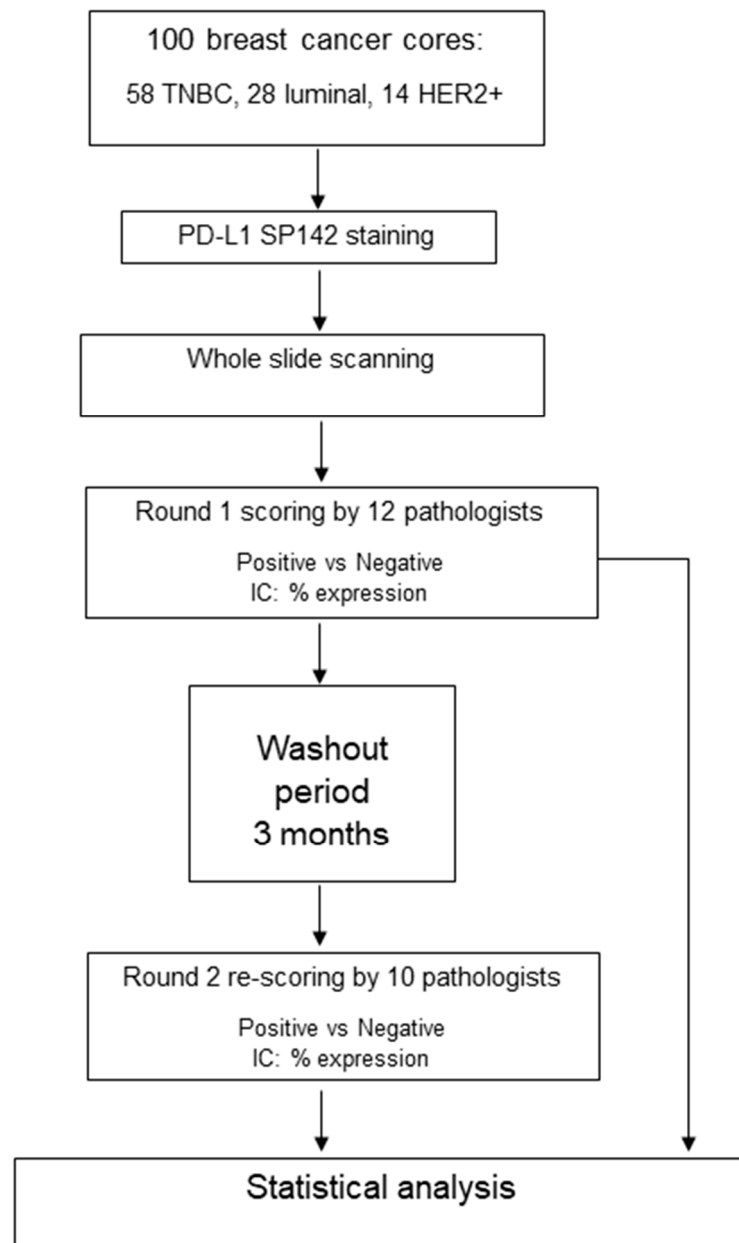 100 breast cancer cores:
58 TNBC, 28 luminal, 14 HER2+
PD-L1 SP142 staining
Whole slide scanning
Round 1 scoring by 12 pathologists
Positive vs Negative
IC: % expression
Washout
period
3 months
Round 2 re-scoring by 10 pathologists
Positive vs Negative
IC: % expression
Statistical analysis